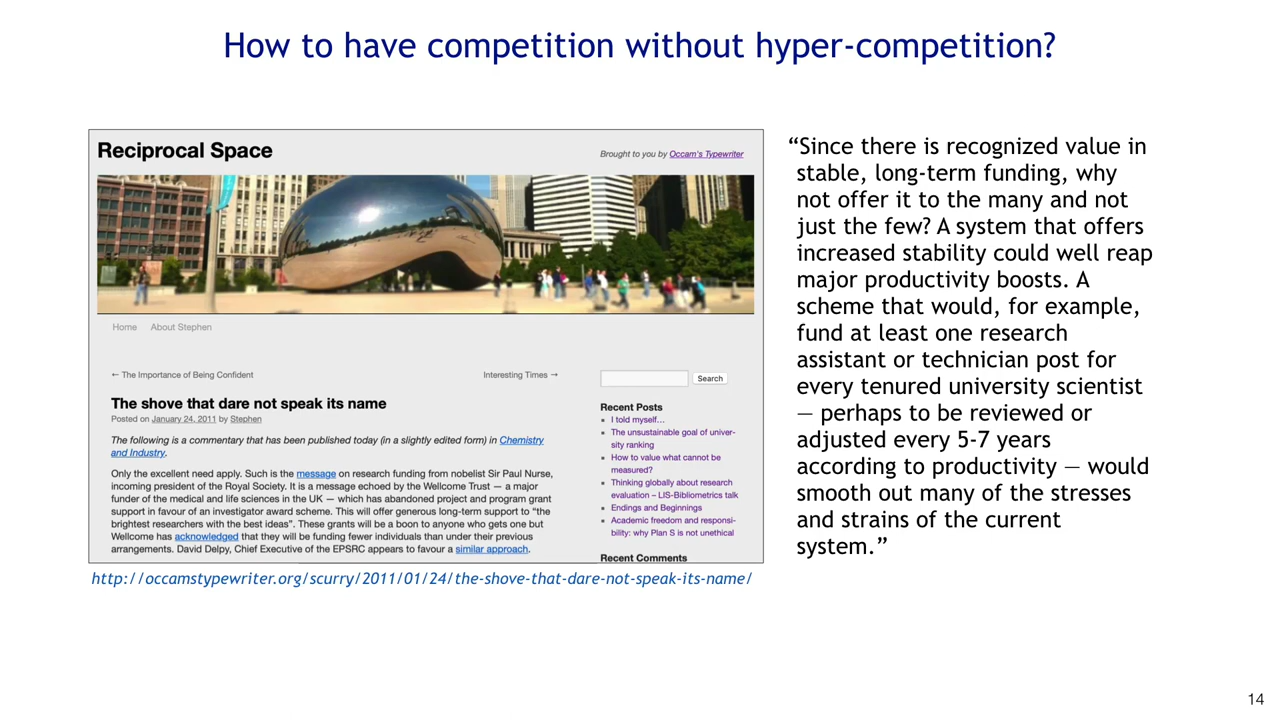 How to have competition without hyper-competition?
Reciprocal Space
Brought to you by Occam's Typewriter
Home About Stephen
← The Importance of Being Confident
Interesting Times →
The shove that dare not speak its name
Posted on January 24, 2011 by Stephen
The following is a commentary that has been published today (in a slightly edited form) in Chemistry
and Industry.
Only the excellent need apply. Such is the message on research funding from nobelist Sir Paul Nurse,
incoming president of the Royal Society. It is a message echoed by the Wellcome Trust — a major
funder of the medical and life sciences in the UK — which has abandoned project and program grant
support in favour of an investigator award scheme. This will offer generous long-term support to “the
brightest researchers with the best ideas”. These grants will be a boon to anyone who gets one but
Wellcome has acknowledged that they will be funding fewer individuals than under their previous
arrangements. David Delpy, Chief Executive of the EPSRC appears to favour a similar approach.
Search
Recent Posts
I told myself…
The unsustainable goal of univer-
sity ranking
How to value what cannot be
measured?
Thinking globally about research
evaluation – LIS-Bibliometrics talk
Endings and Beginnings
Academic freedom and responsi-
bility: why Plan S is not unethical
Recent Comments
http://occamstypewriter.org/scurry/2011/01/24/the-shove-that-dare-not-speak-its-name/
“Since there is recognized value in
stable, long-term funding, why
not offer it to the many and not
just the few? A system that offers
increased stability could well reap
major productivity boosts. A
scheme that would, for example,
fund at least one research
assistant or technician post for
every tenured university scientist
— perhaps to be reviewed or
adjusted every 5-7 years
according to productivity — would
smooth out many of the stresses
and strains of the current
system.”
14